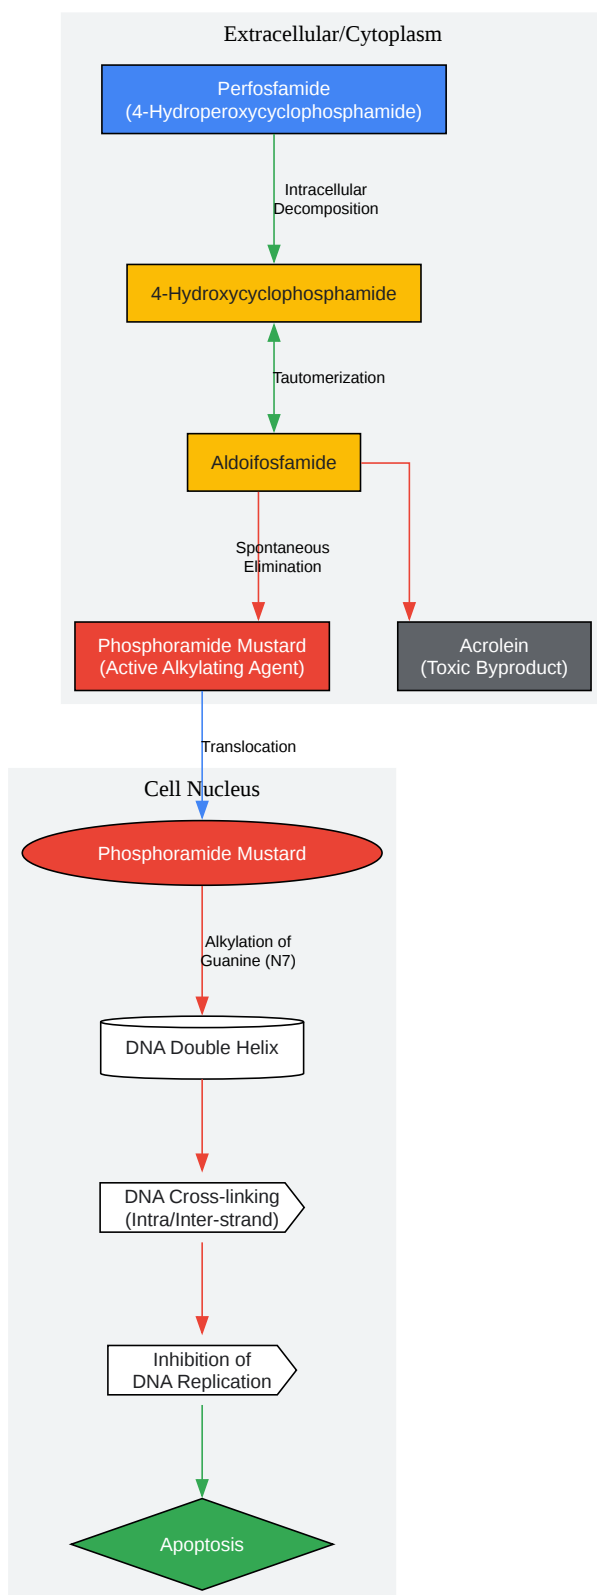 Extracellular/Cytoplasm
Perfosfamide
(4-Hydroperoxycyclophosphamide)
Intracellular
Decomposition
4-Hydroxycyclophosphamide
Tautomerization
Aldoifosfamide
Spontaneous
Elimination
Phosphoramide Mustard
(Active Alkylating Agent)
Acrolein
(Toxic Byproduct)
Translocation
Cell Nucleus
Phosphoramide Mustard
Alkylation of
Guanine (N7)
DNA Double Helix
DNA Cross-linking
(Intra/Inter-strand)
Inhibition of
DNA Replication
Apoptosis